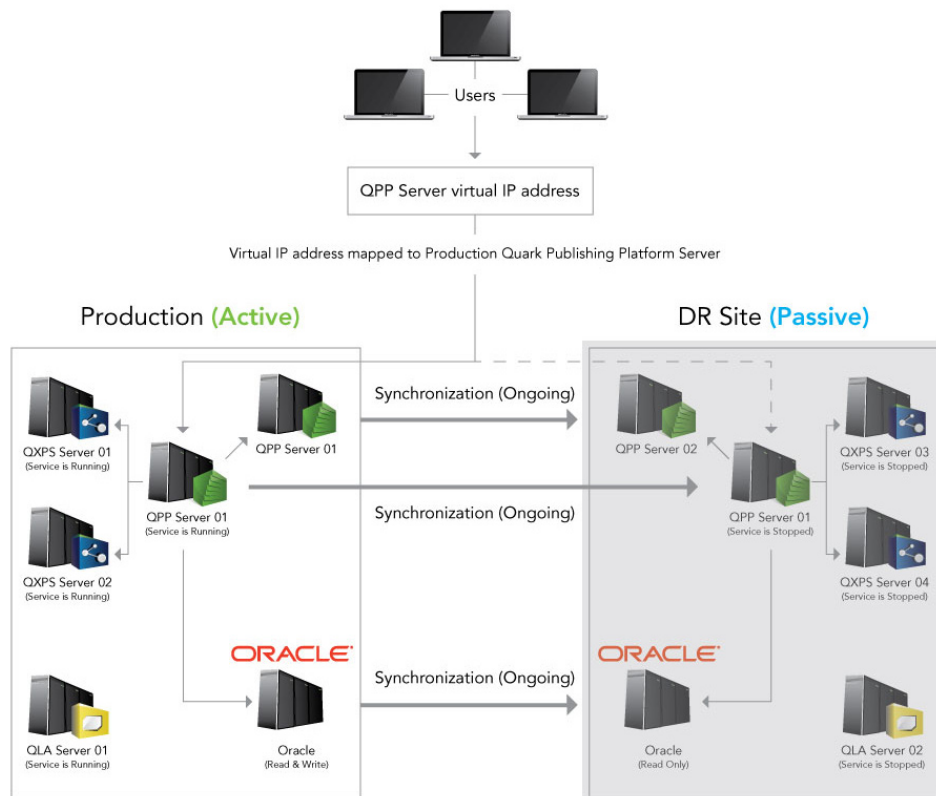 Users
QPP Server virtual IP address
Virtual IP address mapped to Production Quark Publishing Platform Server
Production (Active)
DR Site (Passive)
QXPS Server 01
(Service is Running)
QPP Server 01
QPP Server 01
(Service is Running)
QXPS Server 02
(Service is Running)
ORACLE
QLA Server 01
(Service is Running)
Oracle
(Read & Write)
Synchronization (Ongoing)
Synchronization (Ongoing)
Synchronization (Ongoing)
QPP Server 02
QXPS Server 03
(Service is Stopped)
QPP Server 01
(Service is Stopped)
QXPS Server 04
(Service is Stopped)
ORACLE
Oracle
(Read Only)
QLA Server 02
(Service is Stopped)